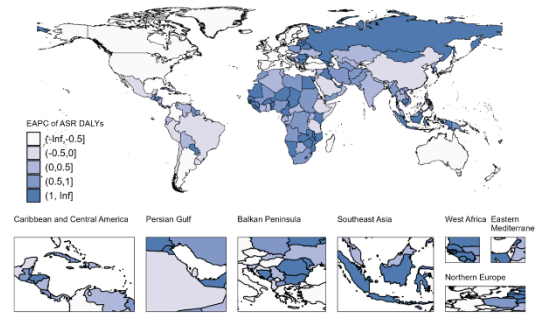 EAPC of ASR DALYs
(-Inf,-0.5]
(-0.5,0]
(0,0.5]
(0.5,1]
(1, Inf]
Caribbean and Central America
Persian Gulf
Balkan Peninsula
Southeast Asia
West Africa
Eastern
Mediterrane
Northern Europe